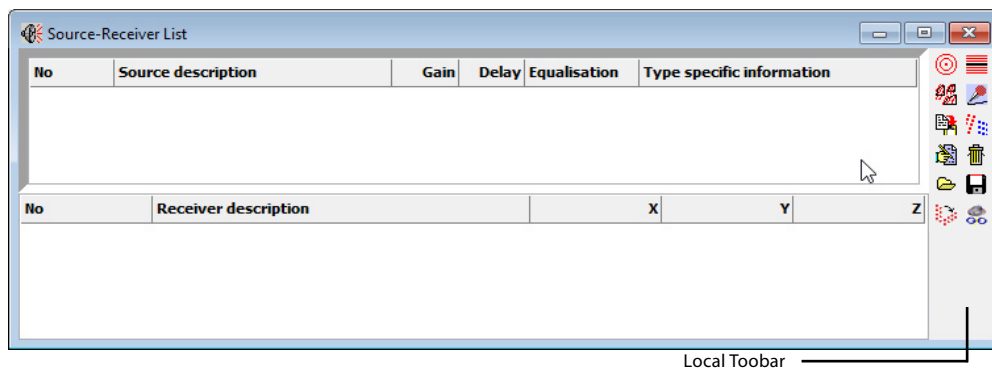 Source-Receiver List
No Source description Gain Delay Equalisation Type specific information
No Receiver description X Y Z
Local Toobar